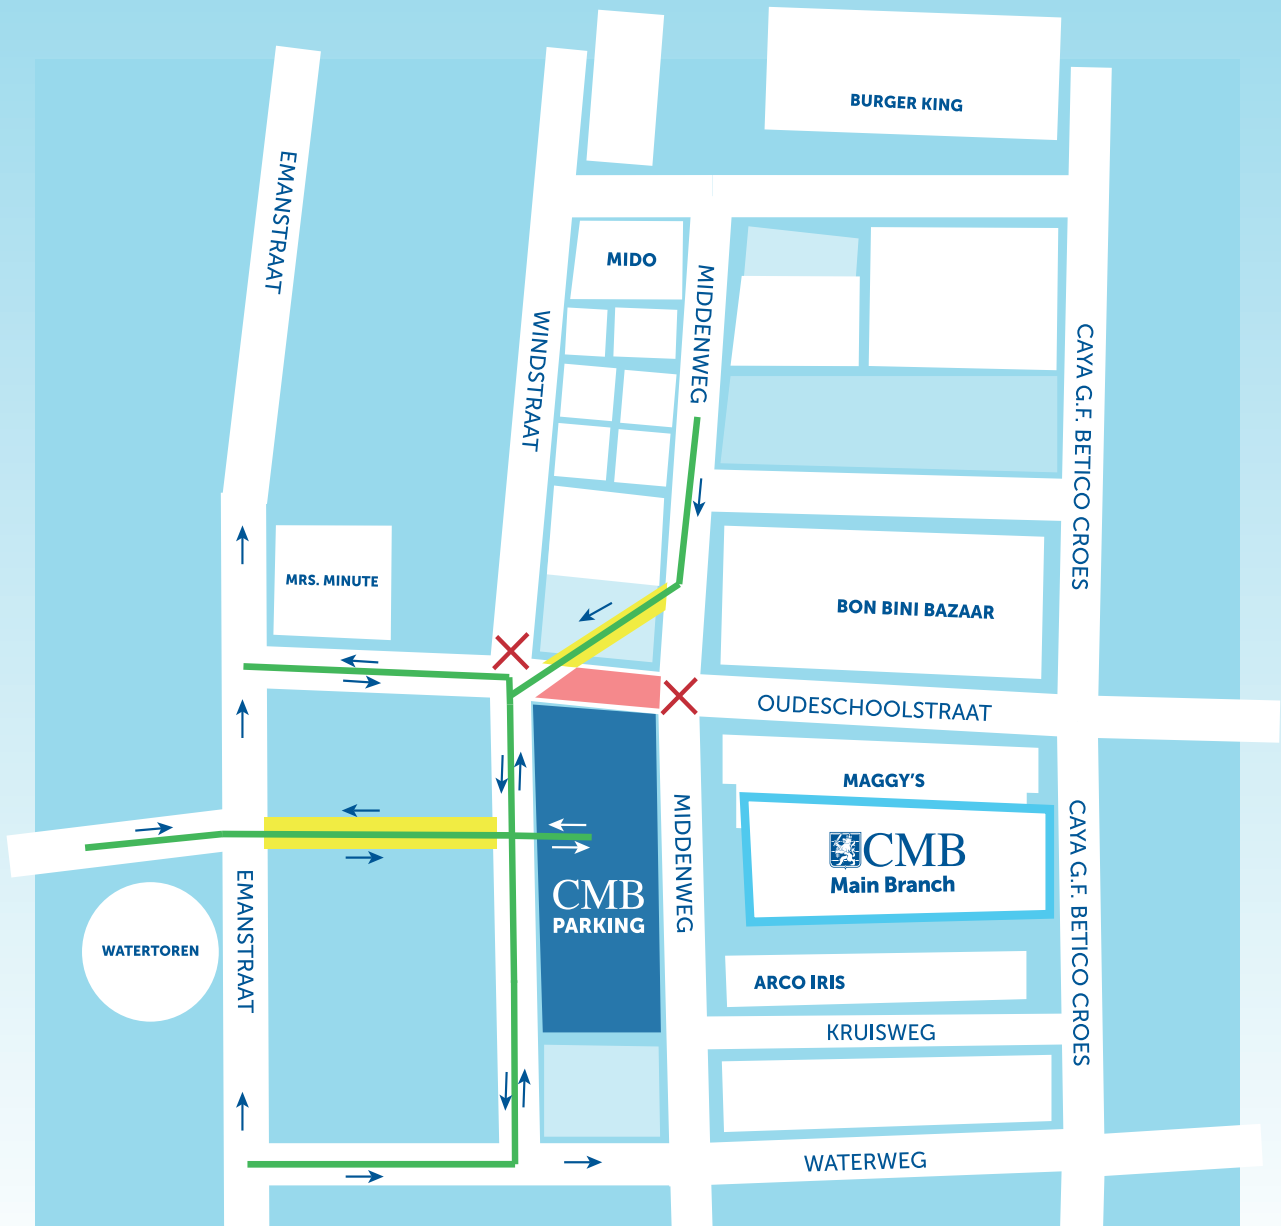 BURGER KING
EMANSTRAAT
MIDO
MIDDENWEG
WINDSTRAAT
CAYA G.F. BETICO CROES
MRS. MINUTE
BON BINI BAZAAR
OUDESCHOOLSTRAAT
MAGGY'S
CMB
Main Branch
MIDDENWEG
CAYA G.F. BETICO CROES
CMB
PARKING
EMANSTRAAT
WATERTOREN
ARCO IRIS
KRUISWEG
WATERWEG